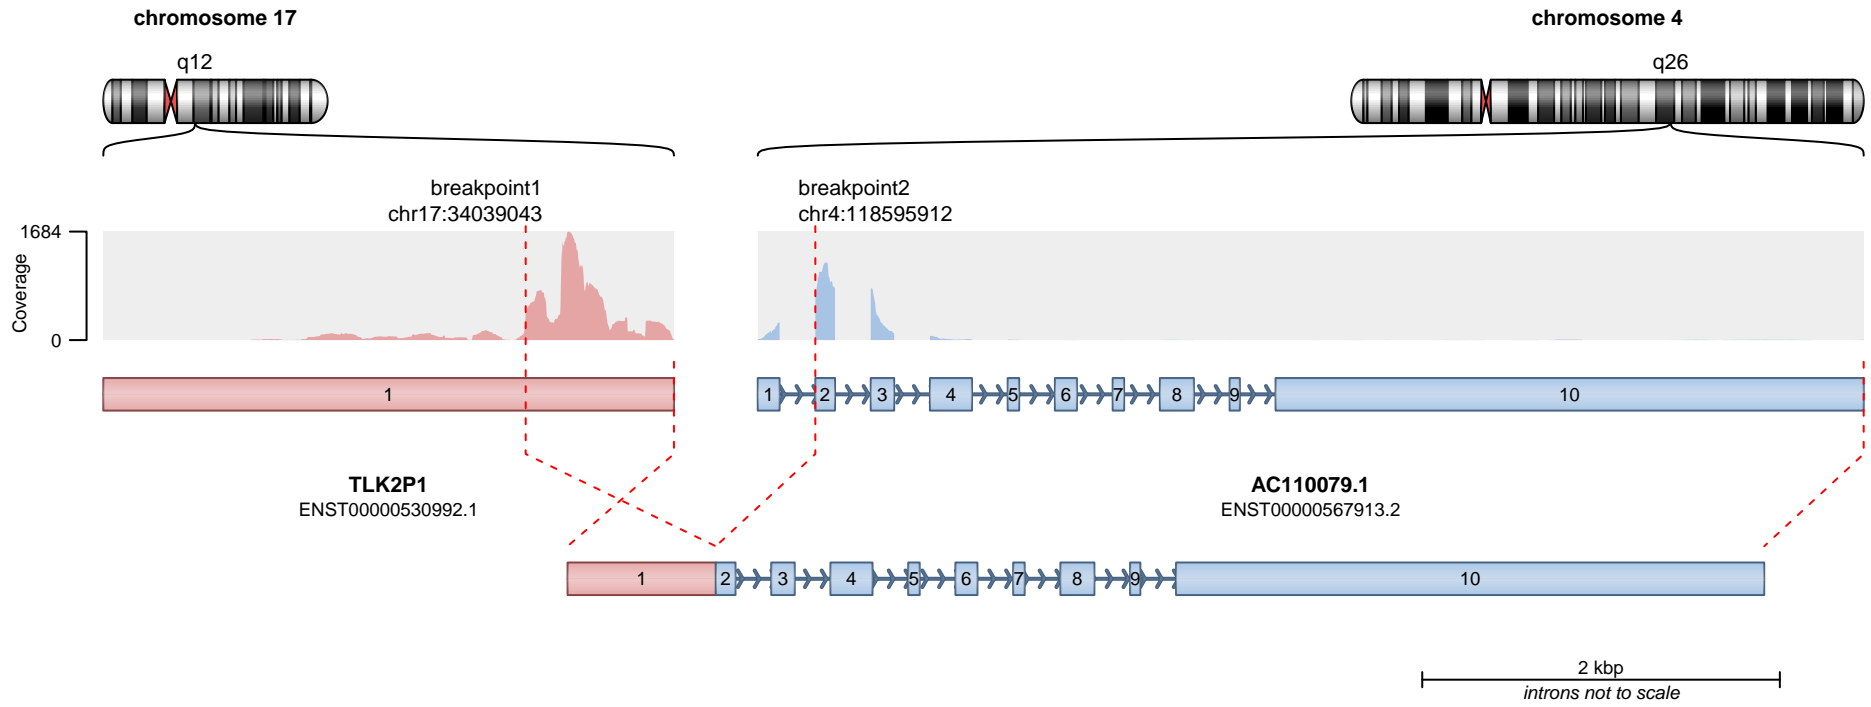 chromosome 17
chromosome 4
q12
q26
breakpoint1
chr17:34039043
breakpoint2
chr4:118595912
1684
Coverage
0
1
1 2 3 4 5 6 7 8 9 10
TLK2P1
ENST00000530992.1
AC110079.1
ENST00000567913.2
1 2 3 4 5 6 7 8 9 10
2 kbp
introns not to scale